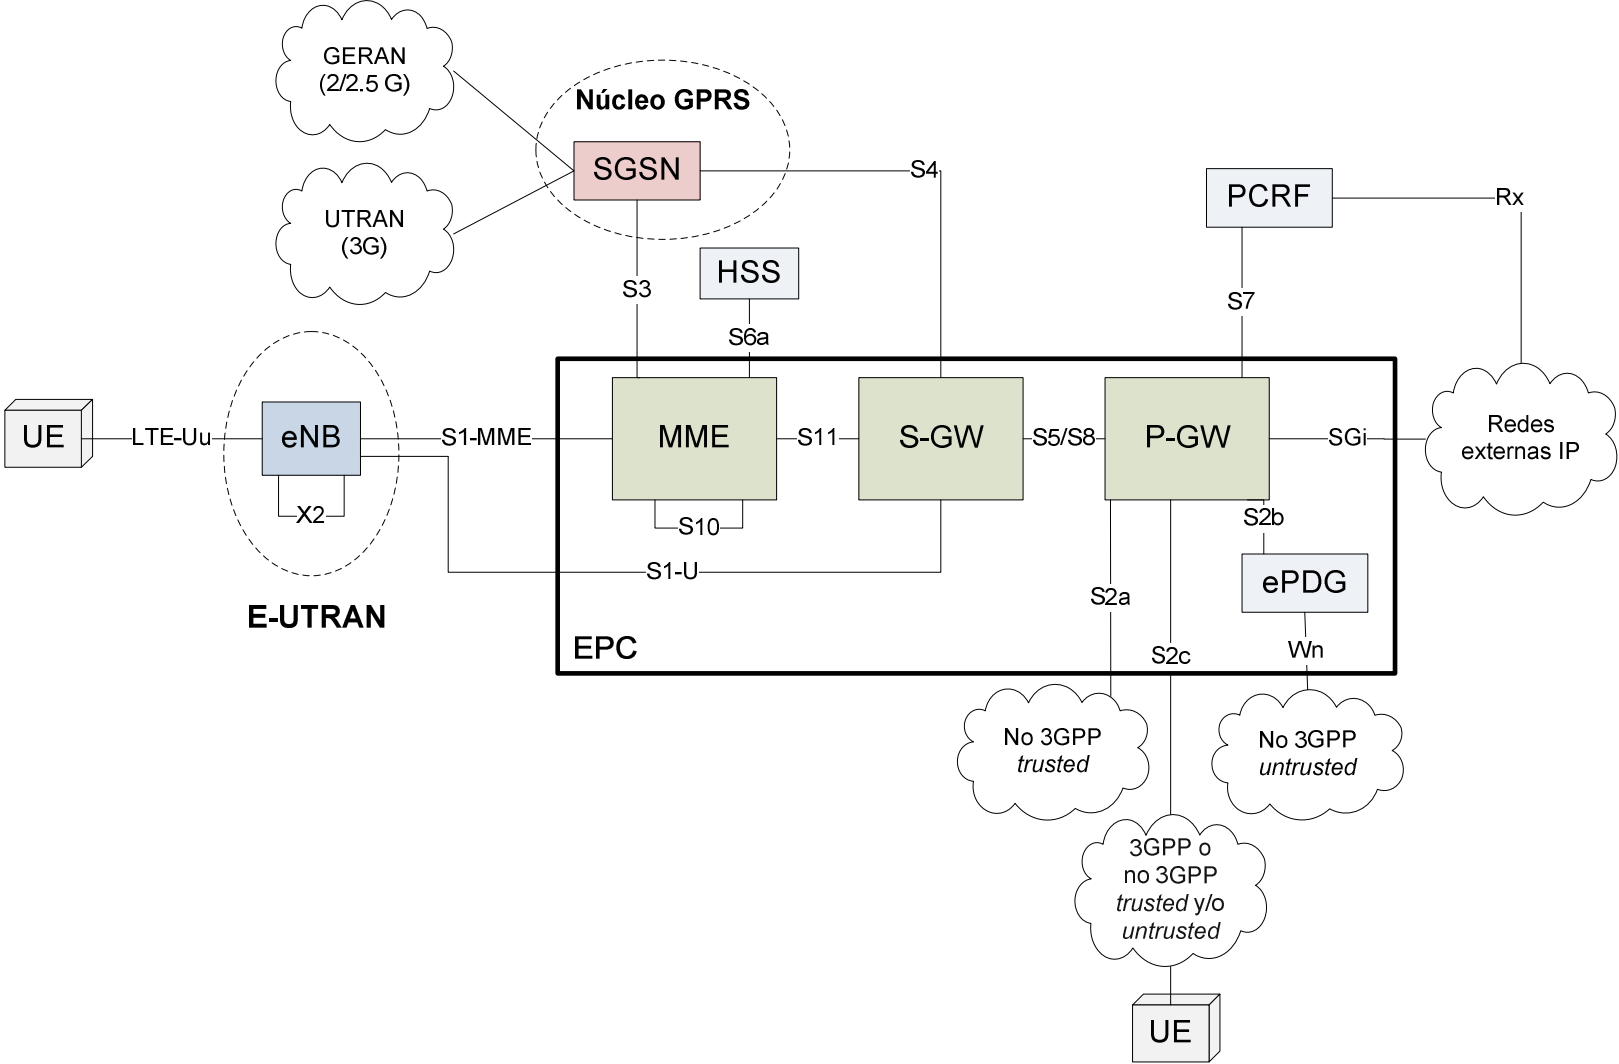 GERAN
(2/2.5 G)
Núcleo GPRS
SGSN
S4
PCRF
Rx
UTRAN
(3G)
HSS
S3
S7
S6a
UE
LTE-Uu
eNB
S1-MME
MME
S11
S-GW
S5/S8
P-GW
SGi
Redes
externas IP
X2
S10
S2b
S1-U
ePDG
S2a
E-UTRAN
EPC
S2c
Wn
No 3GPP
trusted
No 3GPP
untrusted
3GPP o
no 3GPP
trusted y/o
untrusted
UE